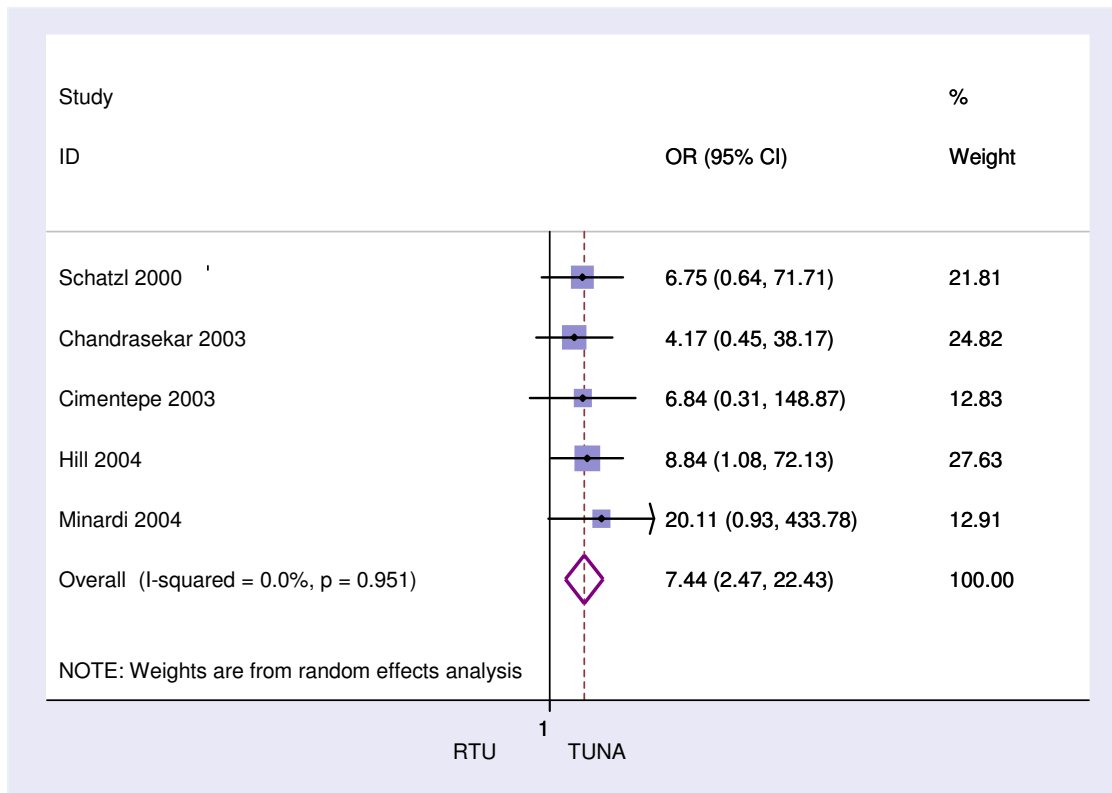 Study %
ID OR (95% CI) Weight
Schatzl 2000 ' 6.75 (0.64, 71.71) 21.81
Chandrasekar 2003 4.17 (0.45, 38.17) 24.82
Cimentepe 2003 6.84 (0.31, 148.87) 12.83
Hill 2004 8.84 (1.08, 72.13) 27.63
Minardi 2004 20.11 (0.93, 433.78) 12.91
Overall (I-squared = 0.0%, p = 0.951) 7.44 (2.47, 22.43) 100.00
NOTE: Weights are from random effects analysis
1
RTU TUNA